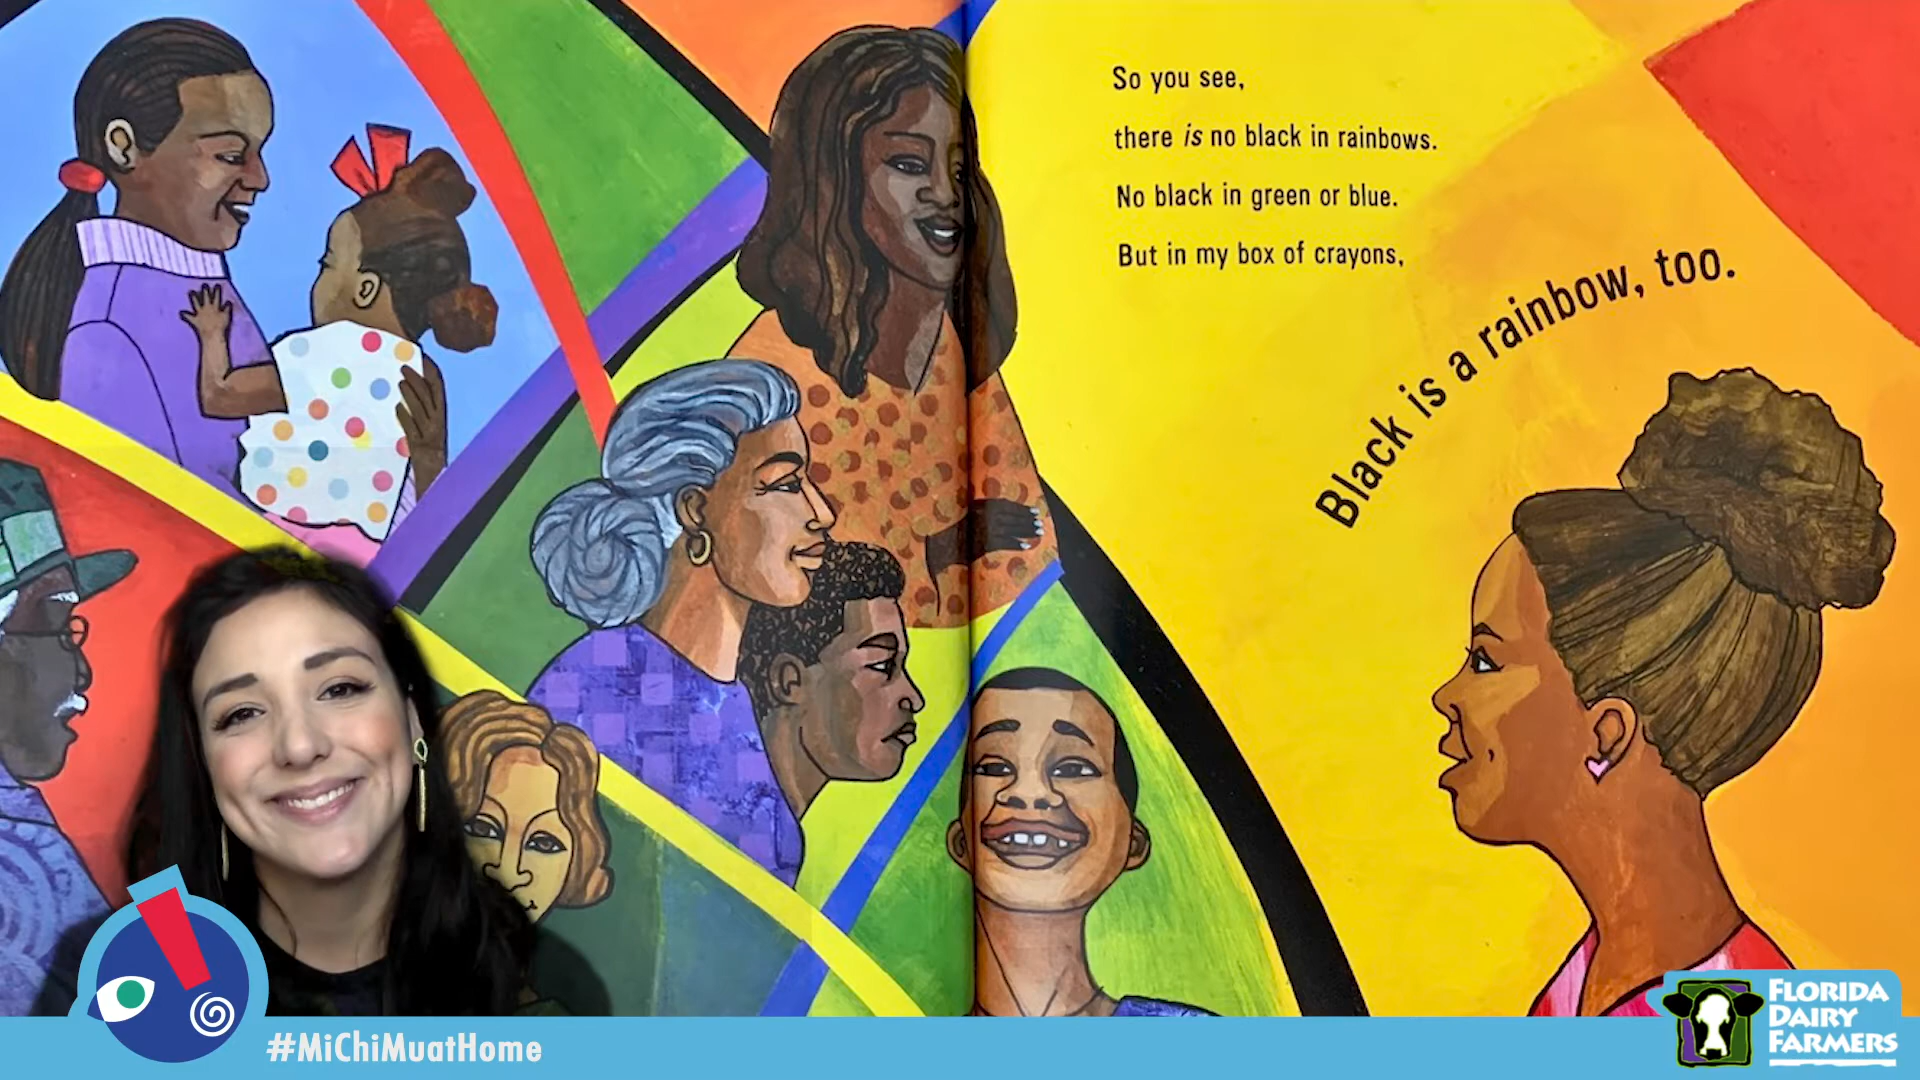 So you see,
there is no black in rainbows.
No black in green or blue.
But in my box of crayons,
Black is a rainbow, too.
#MiChiMuatHome
FLORIDA
DAIRY
FARMERS